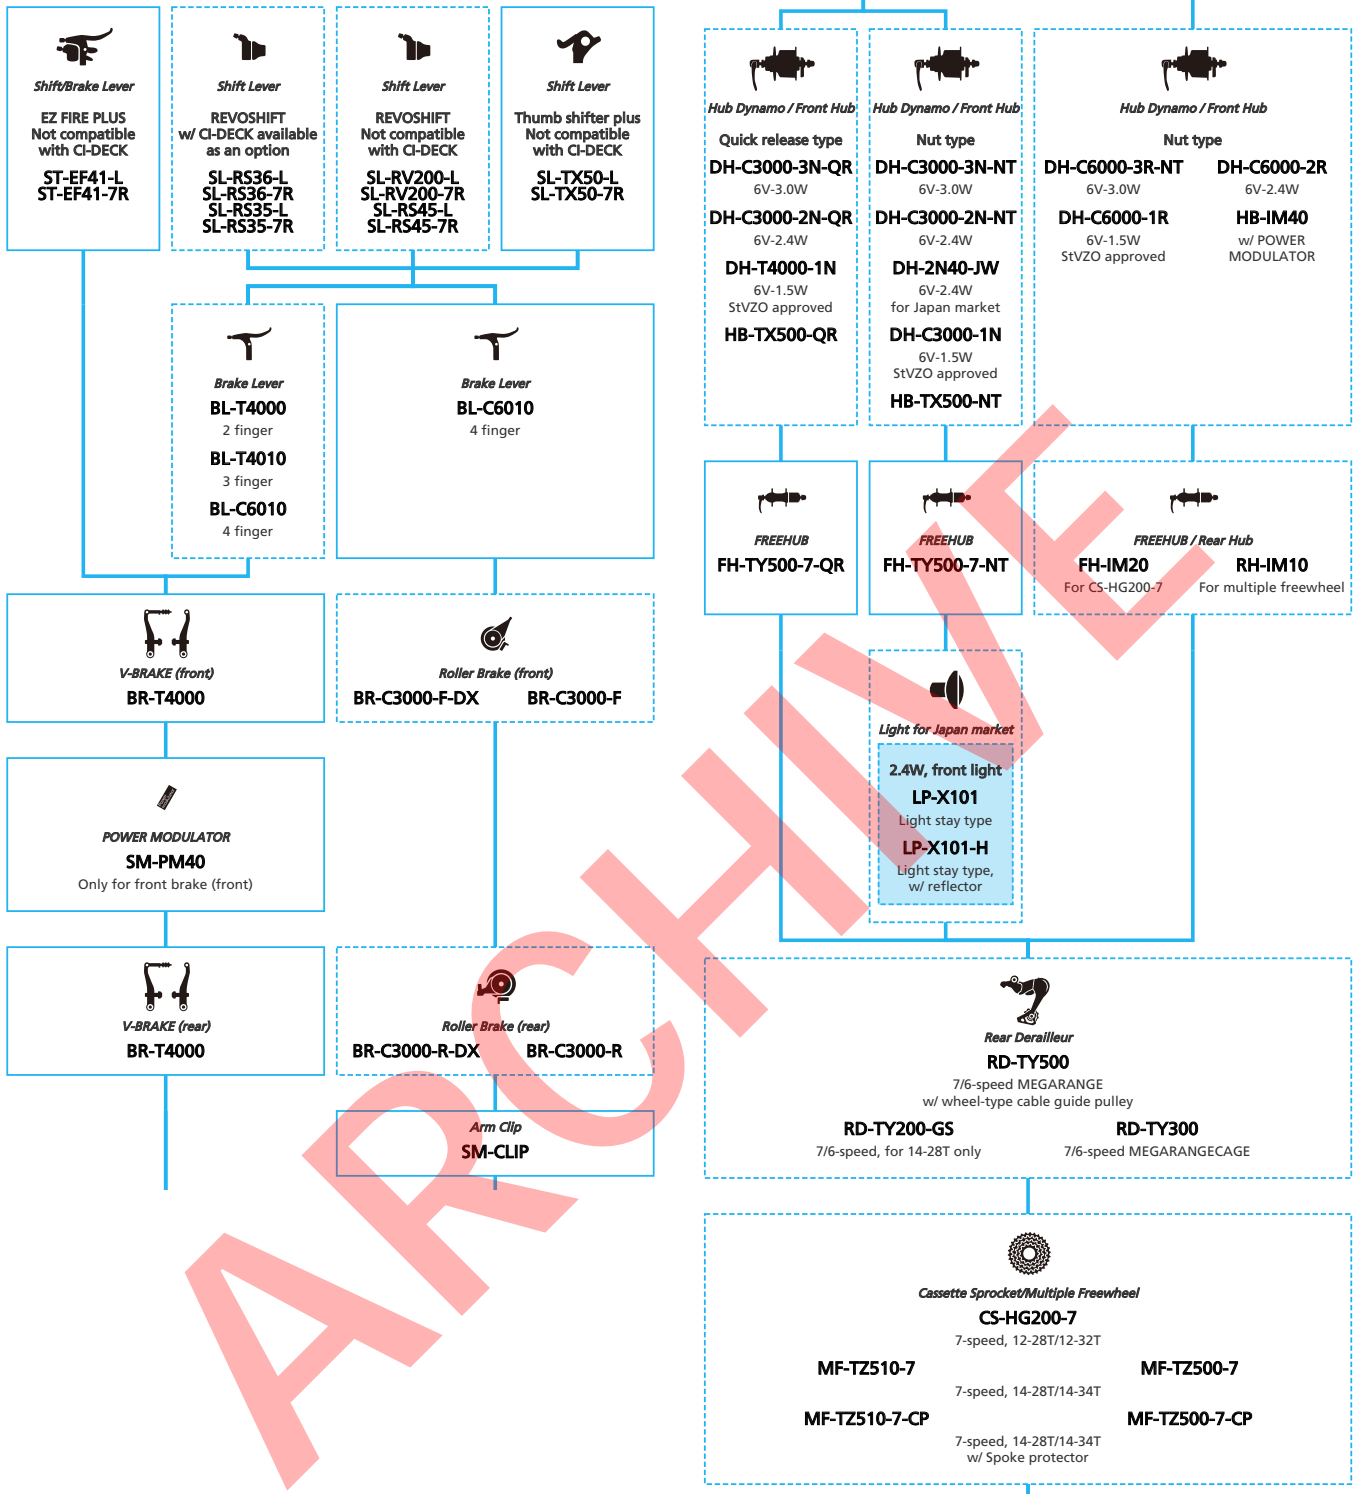 Shift/Brake Lever
EZ FIRE PLUS
Not compatible
with CI-DECK
ST-EF41-L
ST-EF41-7R
Shift Lever
REVOSHIFT
w/ CI-DECK available
as an option
SL-RS36-L
SL-RS36-7R
SL-RS35-L
SL-RS35-7R
Shift Lever
REVOSHIFT
Not compatible
with CI-DECK
SL-RV200-L
SL-RV200-7R
SL-RS45-L
SL-RS45-7R
Shift Lever
Thumb shifter plus
Not compatible
with CI-DECK
SL-TX50-L
SL-TX50-7R
Brake Lever
BL-T4000
2 finger
BL-T4010
3 finger
BL-C6010
4 finger
Brake Lever
BL-C6010
4 finger
V-BRAKE (front)
BR-T4000
Roller Brake (front)
BR-C3000-F-DX BR-C3000-F
POWER MODULATOR
SM-PM40
Only for front brake (front)
V-BRAKE (rear)
BR-T4000
Roller Brake (rear)
BR-C3000-R-DX BR-C3000-R
Arm Clip
SM-CLIP
Hub Dynamo / Front Hub
Quick release type
DH-C3000-3N-QR
6V-3.0W
DH-C3000-2N-QR
6V-2.4W
DH-T4000-1N
6V-1.5W
StVZO approved
HB-TX500-QR
Hub Dynamo / Front Hub
Nut type
DH-C3000-3N-NT
6V-3.0W
DH-C3000-2N-NT
6V-2.4W
DH-2N40-JW
6V-2.4W
for Japan market
DH-C3000-1N
6V-1.5W
StVZO approved
HB-TX500-NT
Hub Dynamo / Front Hub
Nut type
DH-C6000-3R-NT
6V-3.0W
DH-C6000-1R
6V-1.5W
StVZO approved
DH-C6000-2R
6V-2.4W
HB-IM40
w/ POWER
MODULATOR
FREEHUB
FH-TY500-7-QR
FREEHUB
FH-TY500-7-NT
FREEHUB / Rear Hub
FH-IM20 RH-IM10
For CS-HG200-7 For multiple freewheel
Light for Japan market
2.4W, front light
LP-X101
Light stay type
LP-X101-H
Light stay type,
w/ reflector
Rear Derailleur
RD-TY500
7/6-speed MEGARANGE
w/ wheel-type cable guide pulley
RD-TY200-GS RD-TY300
7/6-speed, for 14-28T only 7/6-speed MEGARANGECAGE
Cassette Sprocket/Multiple Freewheel
CS-HG200-7
7-speed, 12-28T/12-32T
MF-TZ510-7 MF-TZ500-7
7-speed, 14-28T/14-34T
MF-TZ510-7-CP MF-TZ500-7-CP
7-speed, 14-28T/14-34T
w/ Spoke protector
ARCHIVE